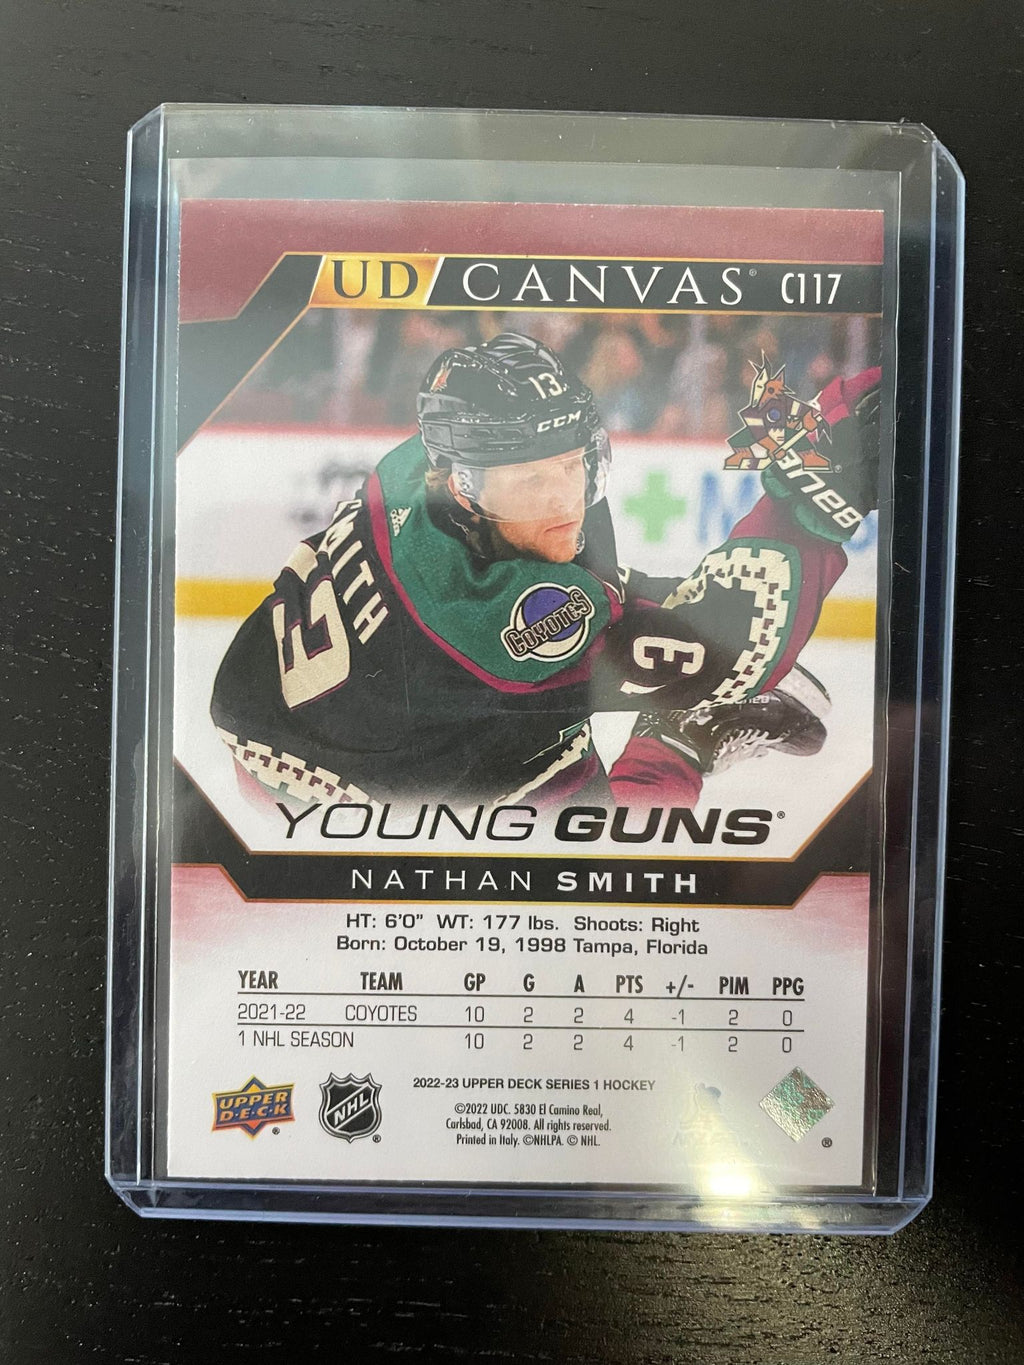 UD CANVAS® C117
13
CCM
SMITH
13
BAUER
COYOTES
13
YOUNG GUNS®
NATHAN SMITH
HT: 6'0" WT: 177 lbs. Shoots: Right
Born: October 19, 1998 Tampa, Florida
YEAR TEAM GP G A PTS +/- PIM PPG
2021-22 COYOTES 10 2 2 4 -1 2 0
1 NHL SEASON 10 2 2 4 -1 2 0
2022-23 UPPER DECK SERIES 1 HOCKEY
UPPER DECK ®
NHL ®
©2022 UDC. 5830 El Camino Real,
Carlsbad, CA 92008. All rights reserved.
Printed in Italy. ©NHLPA. © NHL.
®